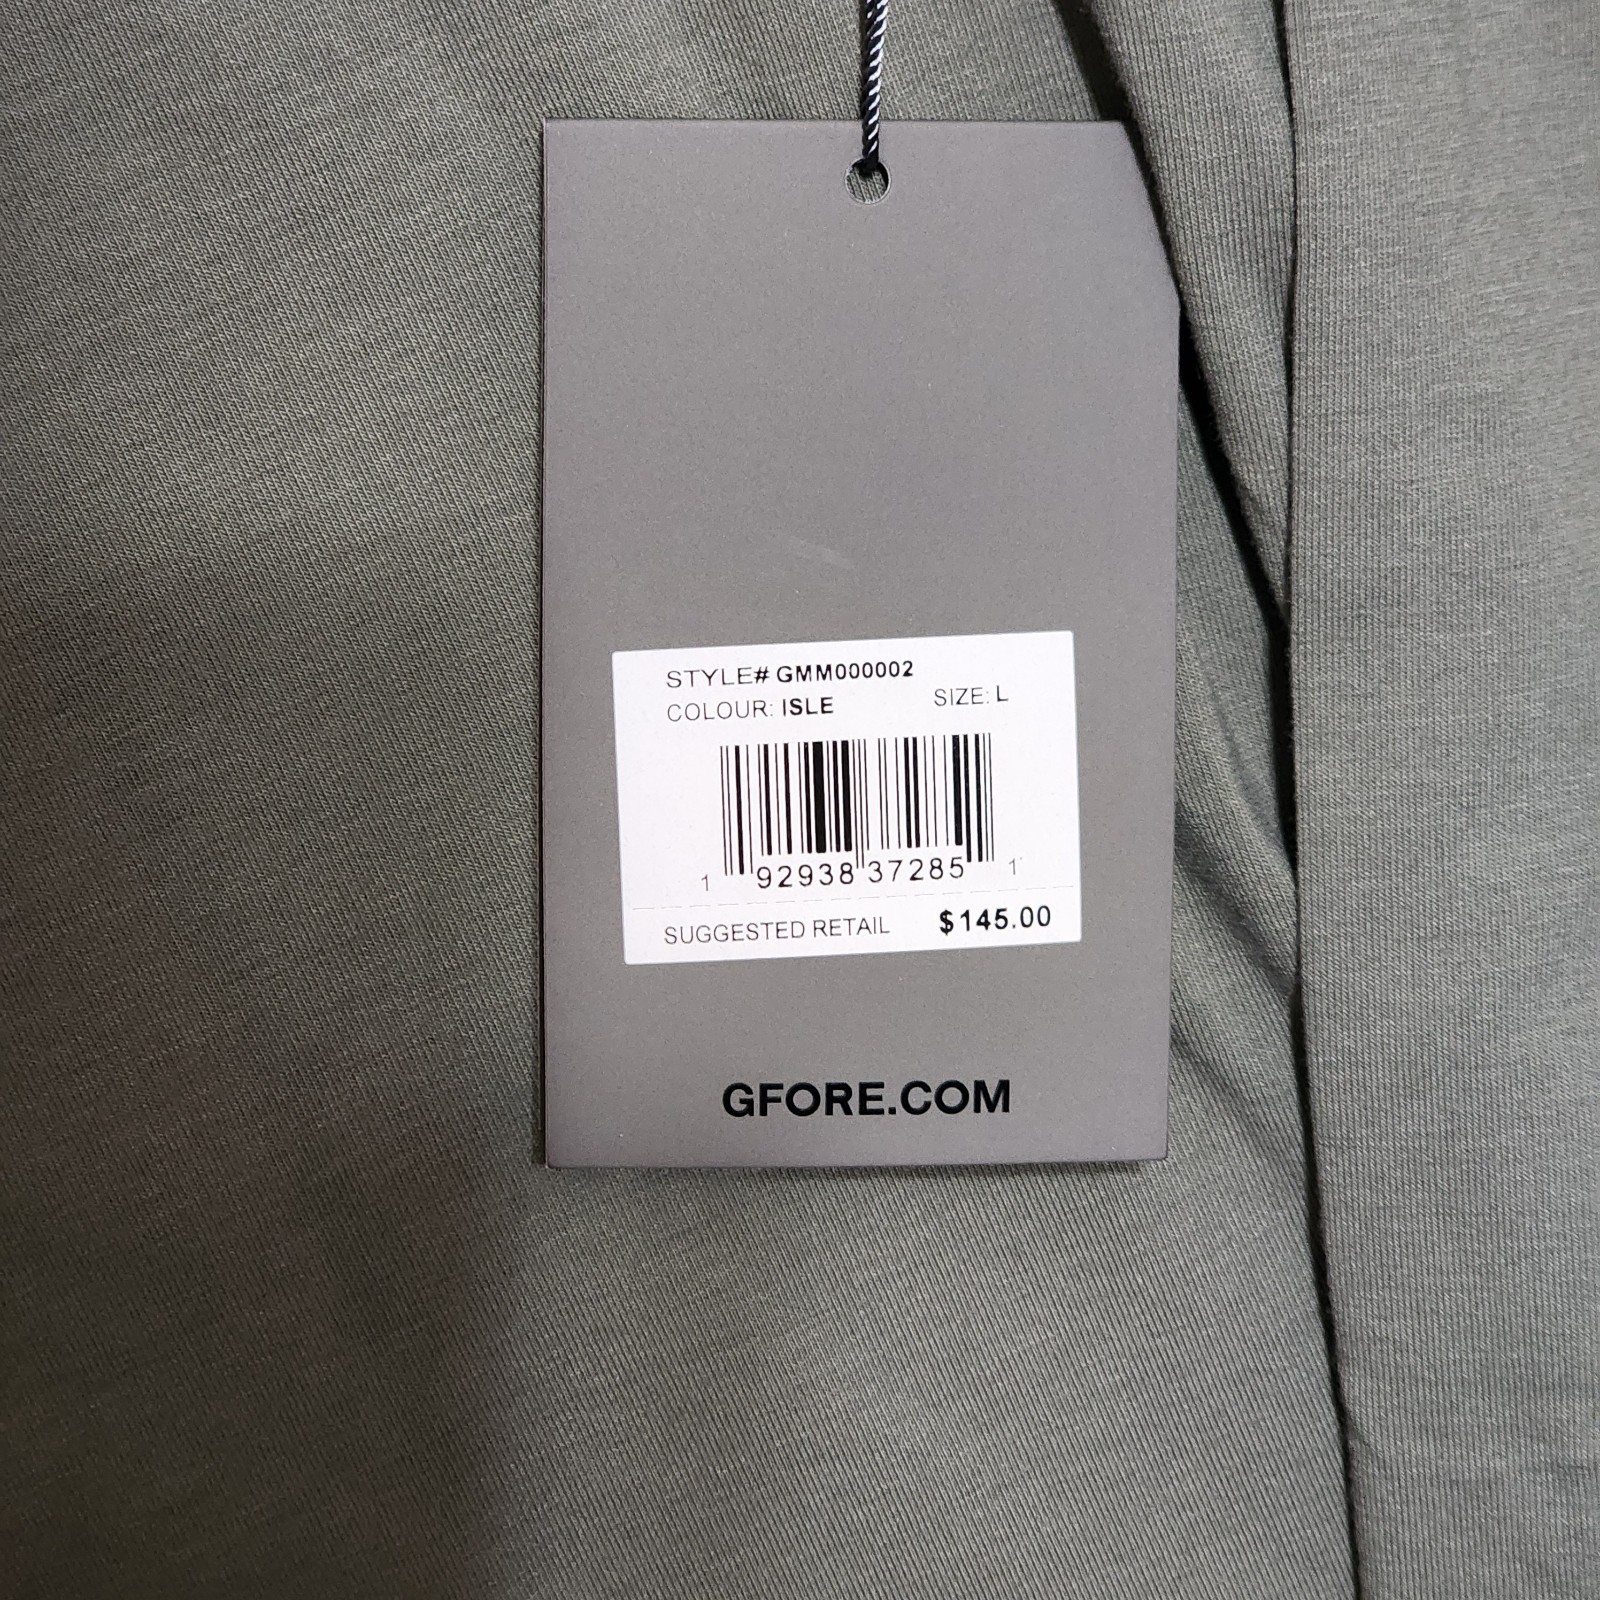 STYLE# GMM000002
COLOUR: ISLE SIZE: L
1 92938 37285 1
SUGGESTED RETAIL $145.00
GFORE.COM